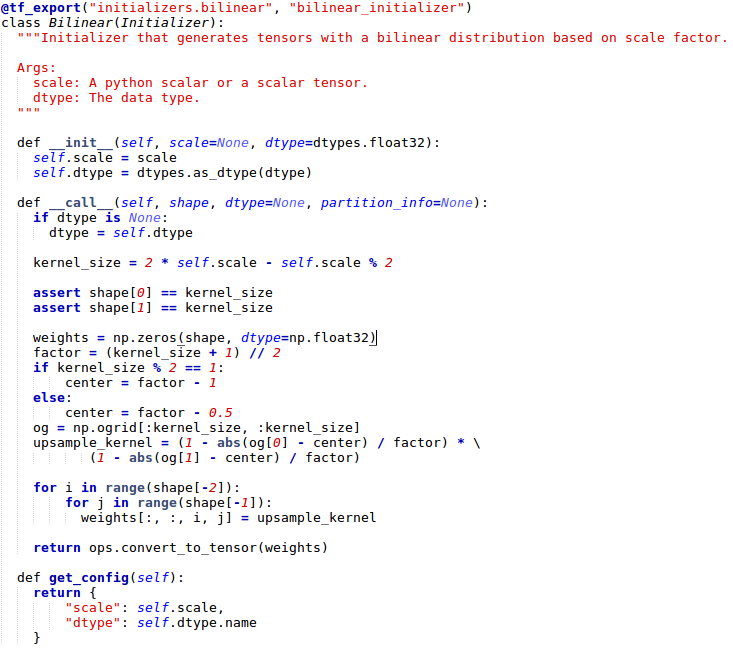 @tf_export("initializers.bilinear", "bilinear_initializer")
class Bilinear(Initializer):
  """Initializer that generates tensors with a bilinear distribution based on scale factor.

  Args:
    scale: A python scalar or a scalar tensor.
    dtype: The data type.
  """

  def __init__(self, scale=None, dtype=dtypes.float32):
    self.scale = scale
    self.dtype = dtypes.as_dtype(dtype)

  def __call__(self, shape, dtype=None, partition_info=None):
    if dtype is None:
      dtype = self.dtype

    kernel_size = 2 * self.scale - self.scale % 2

    assert shape[0] == kernel_size
    assert shape[1] == kernel_size

    weights = np.zeros(shape, dtype=np.float32)
    factor = (kernel_size + 1) // 2
    if kernel_size % 2 == 1:
        center = factor - 1
    else:
        center = factor - 0.5
    og = np.ogrid[:kernel_size, :kernel_size]
    upsample_kernel = (1 - abs(og[0] - center) / factor) * \
           (1 - abs(og[1] - center) / factor)

    for i in range(shape[-2]):
        for j in range(shape[-1]):
          weights[:, :, i, j] = upsample_kernel

    return ops.convert_to_tensor(weights)

  def get_config(self):
    return {
        "scale": self.scale,
        "dtype": self.dtype.name
    }